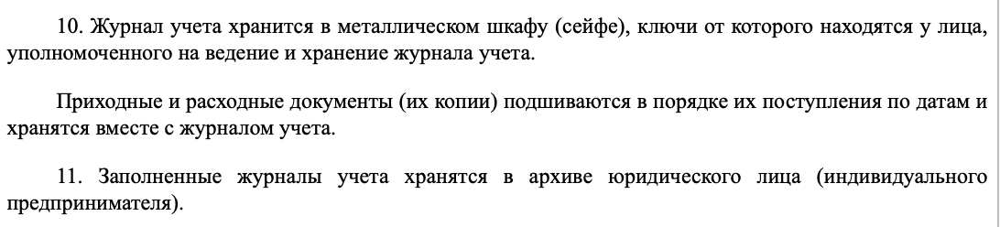 10. Журнал учета хранится в металлическом шкафу (сейфе), ключи от которого находятся у лица,
уполномоченного на ведение и хранение журнала учета.
Приходные и расходные документы (их копии) подшиваются в порядке их поступления по датам и
хранятся вместе с журналом учета.
11. Заполненные журналы учета хранятся в архиве юридического лица (индивидуального
предпринимателя).